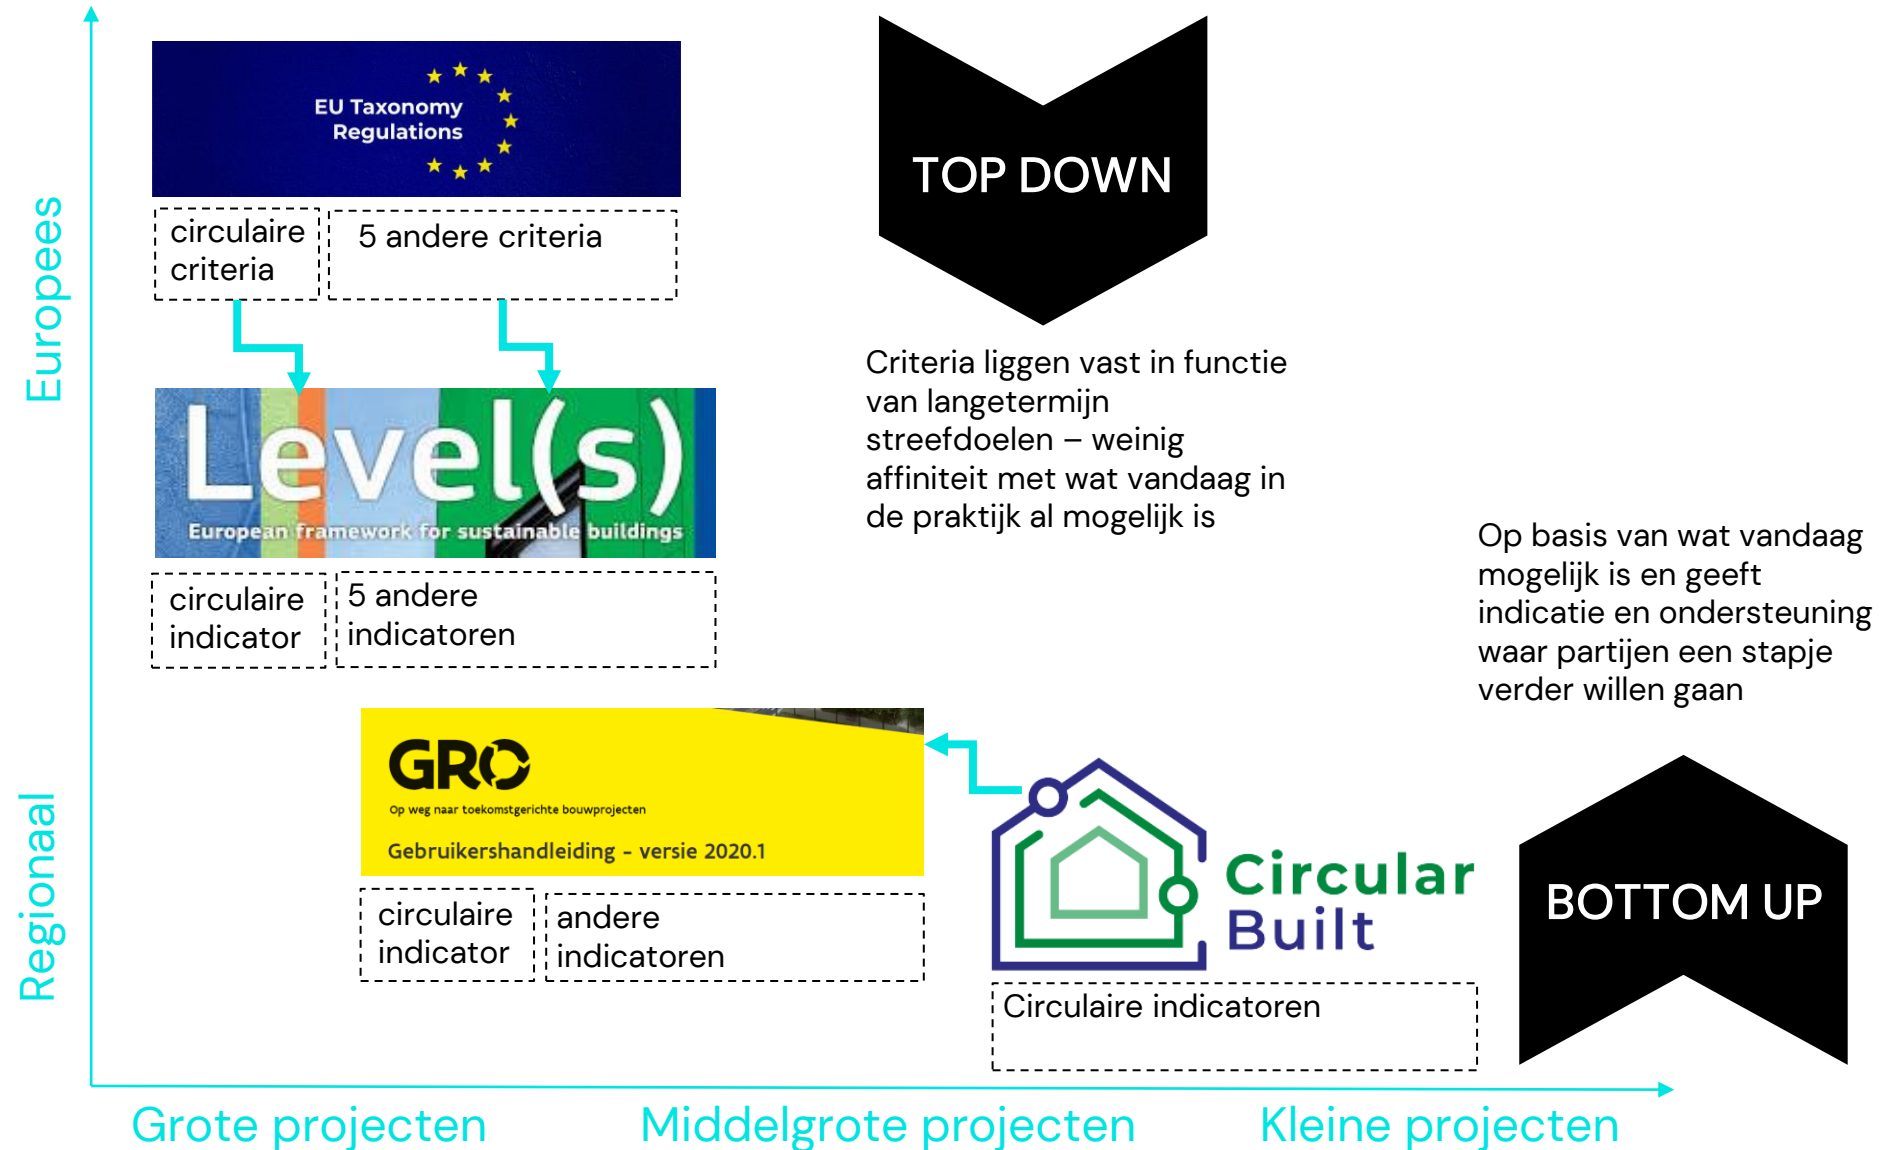 Europees
Regionaal
EU Taxonomy
Regulations
circulaire
criteria
5 andere criteria
Level(s)
European framework for sustainable buildings
circulaire
indicator
5 andere
indicatoren
TOP DOWN
Criteria liggen vast in functie
van langetermijn
streefdoelen – weinig
affiniteit met wat vandaag in
de praktijk al mogelijk is
Op basis van wat vandaag
mogelijk is en geeft
indicatie en ondersteuning
waar partijen een stapje
verder willen gaan
GRO
Op weg naar toekomstgerichte bouwprojecten
Gebruikershandleiding - versie 2020.1
circulaire
indicator
andere
indicatoren
Circular
Built
Circulaire indicatoren
BOTTOM UP
Grote projecten
Middelgrote projecten
Kleine projecten